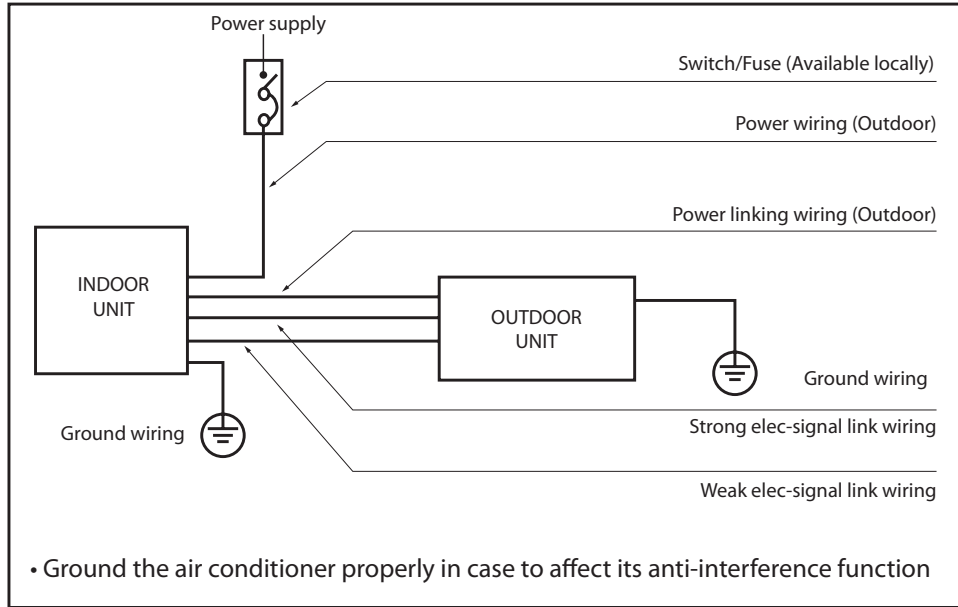 Power supply
Switch/Fuse (Available locally)
Power wiring (Outdoor)
Power linking wiring (Outdoor)
INDOOR
UNIT
OUTDOOR
UNIT
Ground wiring
Ground wiring
Strong elec-signal link wiring
Weak elec-signal link wiring
• Ground the air conditioner properly in case to affect its anti-interference function